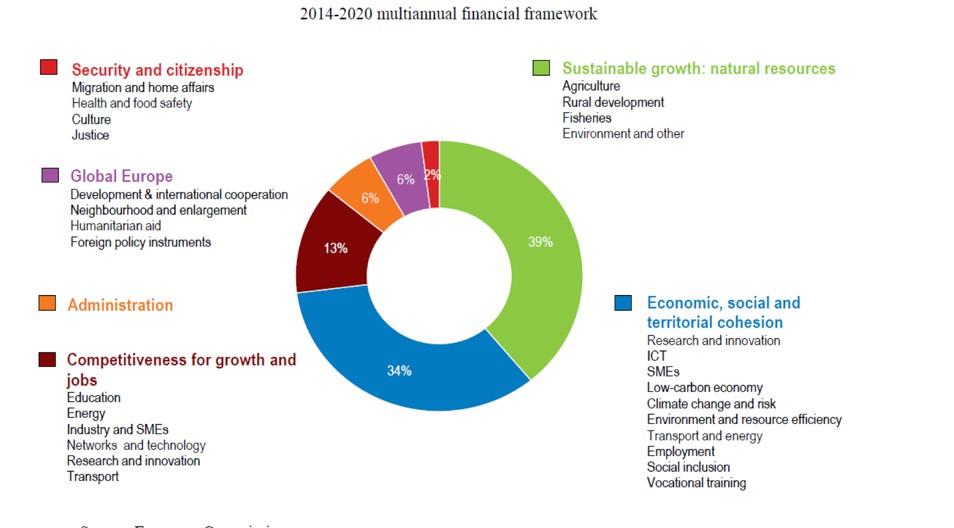 2014-2020 multiannual financial framework
Security and citizenship
Migration and home affairs
Health and food safety
Culture
Justice
Global Europe
Development & international cooperation
Neighbourhood and enlargement
Humanitarian aid
Foreign policy instruments
Administration
Competitiveness for growth and
jobs
Education
Energy
Industry and SMEs
Networks and technology
Research and innovation
Transport
2%
6%
6%
13%
39%
34%
Sustainable growth: natural resources
Agriculture
Rural development
Fisheries
Environment and other
Economic, social and
territorial cohesion
Research and innovation
ICT
SMEs
Low-carbon economy
Climate change and risk
Environment and resource efficiency
Transport and energy
Employment
Social inclusion
Vocational training